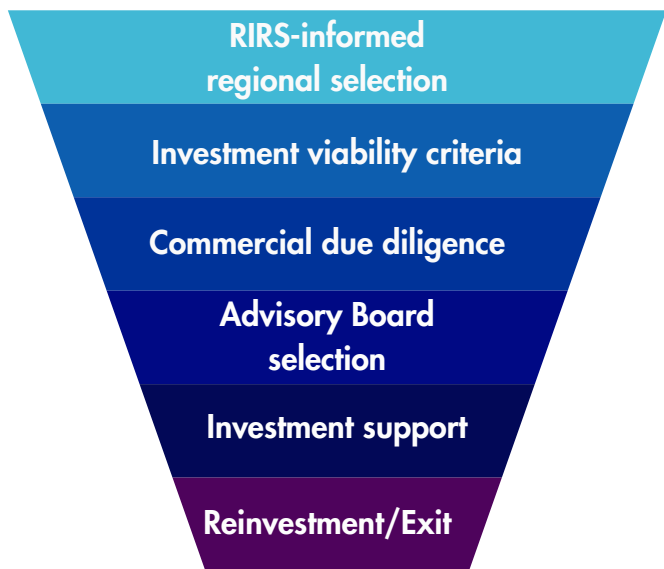 RIRS-informed
regional selection
Investment viability criteria
Commercial due diligence
Advisory Board
selection
Investment support
Reinvestment/Exit